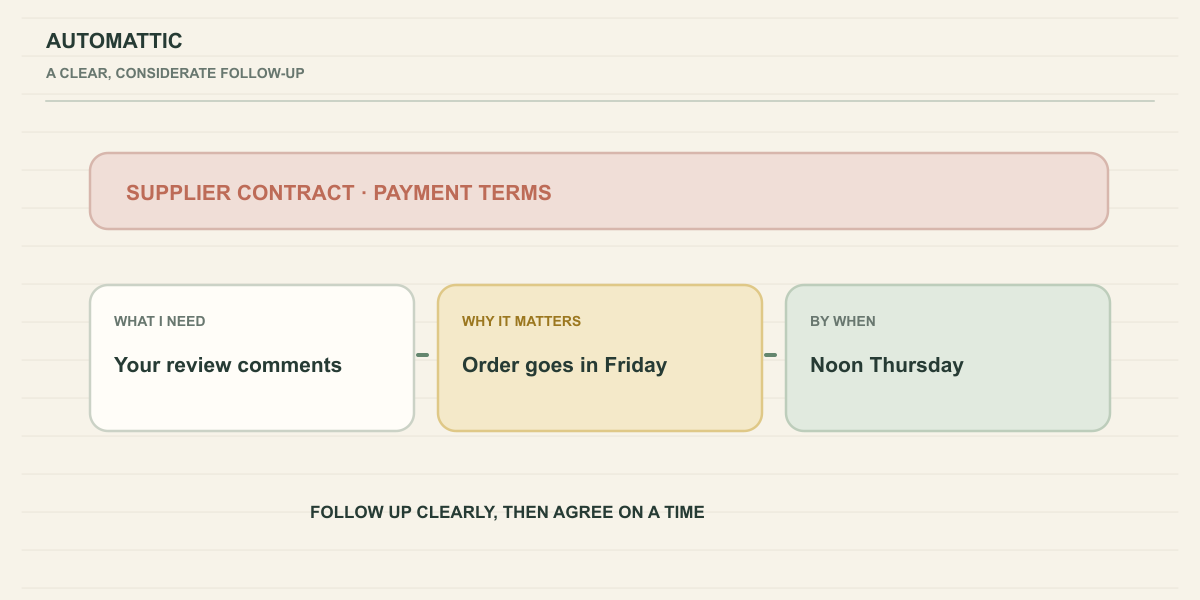 AUTOMATTIC
A CLEAR, CONSIDERATE FOLLOW-UP
SUPPLIER CONTRACT · PAYMENT TERMS
WHAT I NEED
Your review comments
WHY IT MATTERS
Order goes in Friday
BY WHEN
Noon Thursday
FOLLOW UP CLEARLY, THEN AGREE ON A TIME